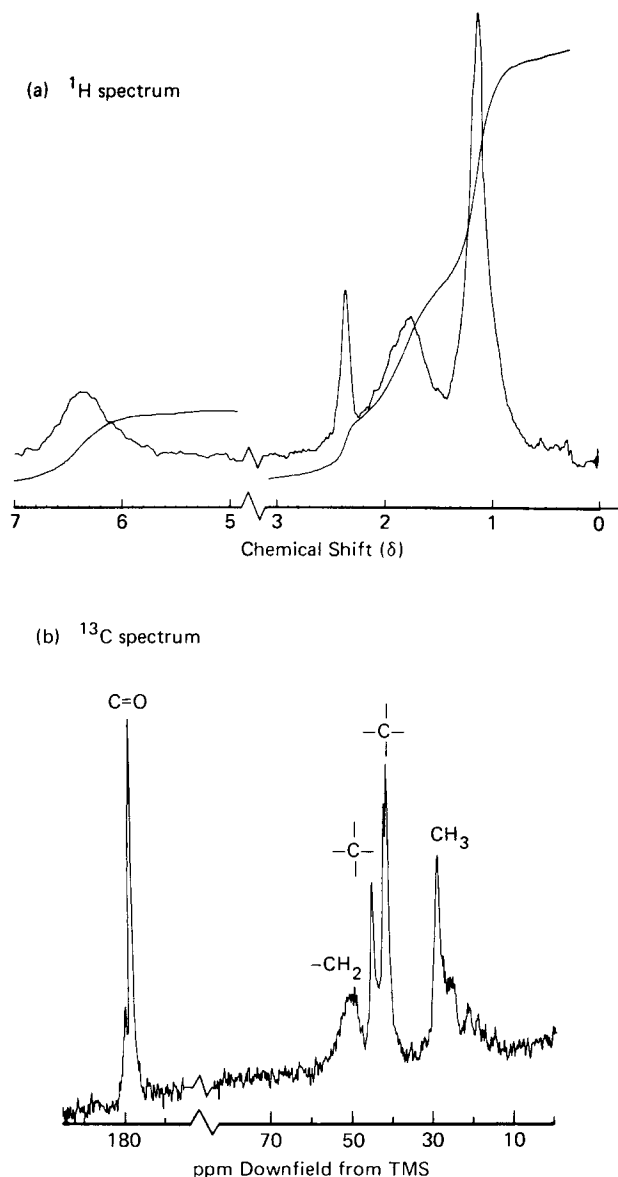 (a) ¹H spectrum
7 6 5 3 2 1 0
Chemical Shift (δ)
(b) ¹³C spectrum
C=O
–C–
–C–
CH₃
–CH₂
180 70 50 30 10
ppm Downfield from TMS